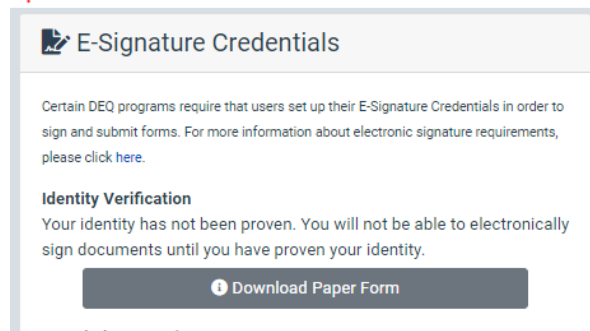 E-Signature Credentials
Certain DEQ programs require that users set up their E-Signature Credentials in order to
sign and submit forms. For more information about electronic signature requirements,
please click here.
Identity Verification
Your identity has not been proven. You will not be able to electronically
sign documents until you have proven your identity.
Download Paper Form